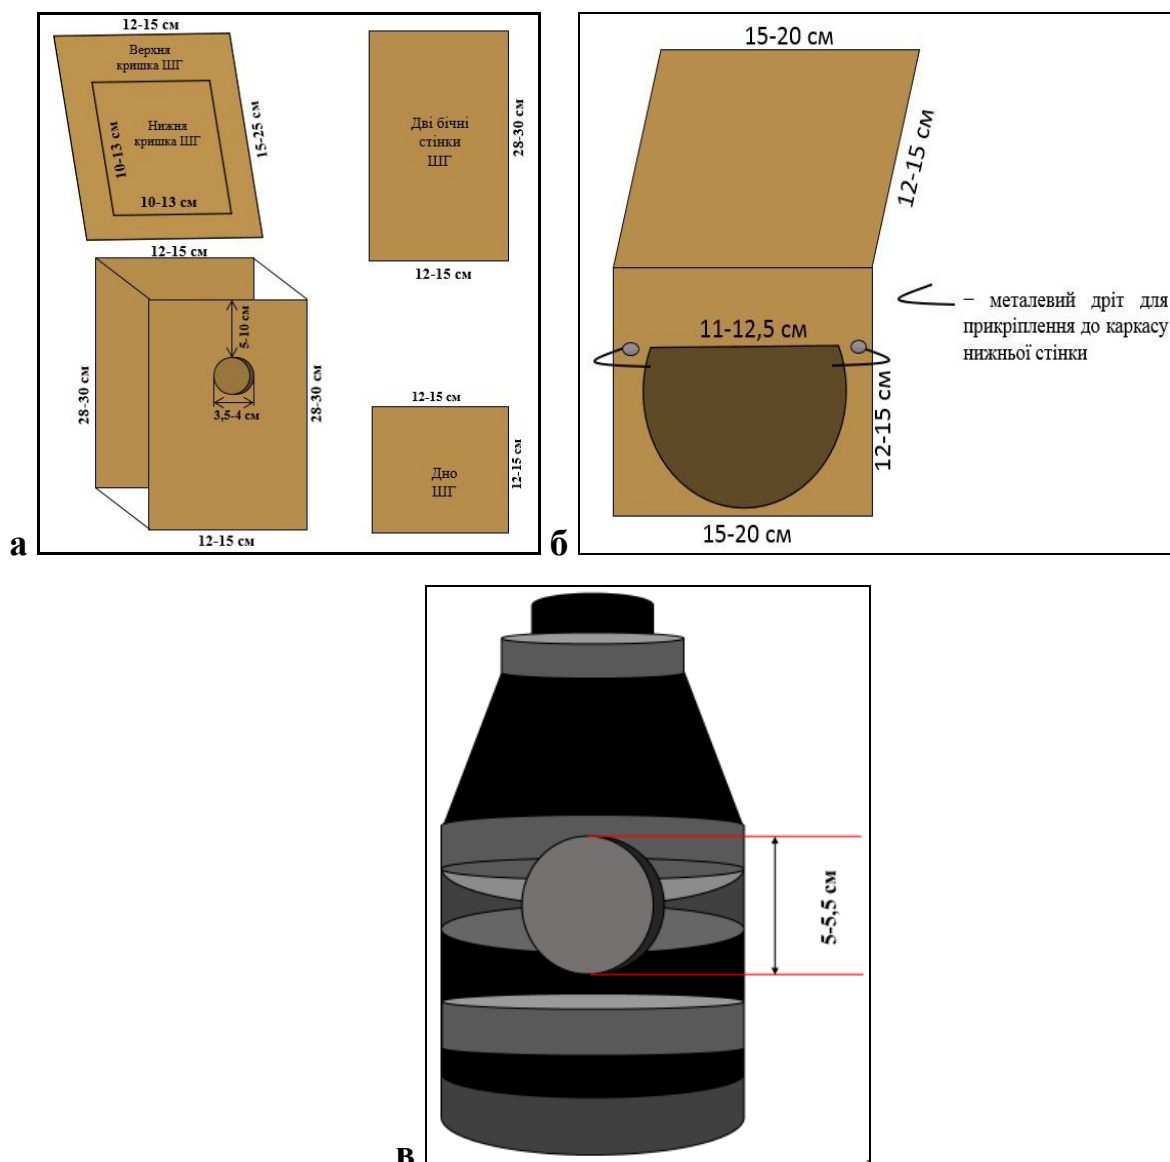 12-15 см
Верхня
кришка ШГ
Нижня
кришка ШГ
10-13 см
10-13 см
15-25 см
12-15 см
5-10 см
3,5-4 см
28-30 см
28-30 см
12-15 см
Дві бічні
стінки
ШГ
28-30 см
12-15 см
12-15 см
Дно
ШГ
12-15 см
а
15-20 см
12-15 см
11-12,5 см
12-15 см
15-20 см
– металевий дріт для
прикріплення до каркасу
нижньої стінки
б
5-5,5 см
в